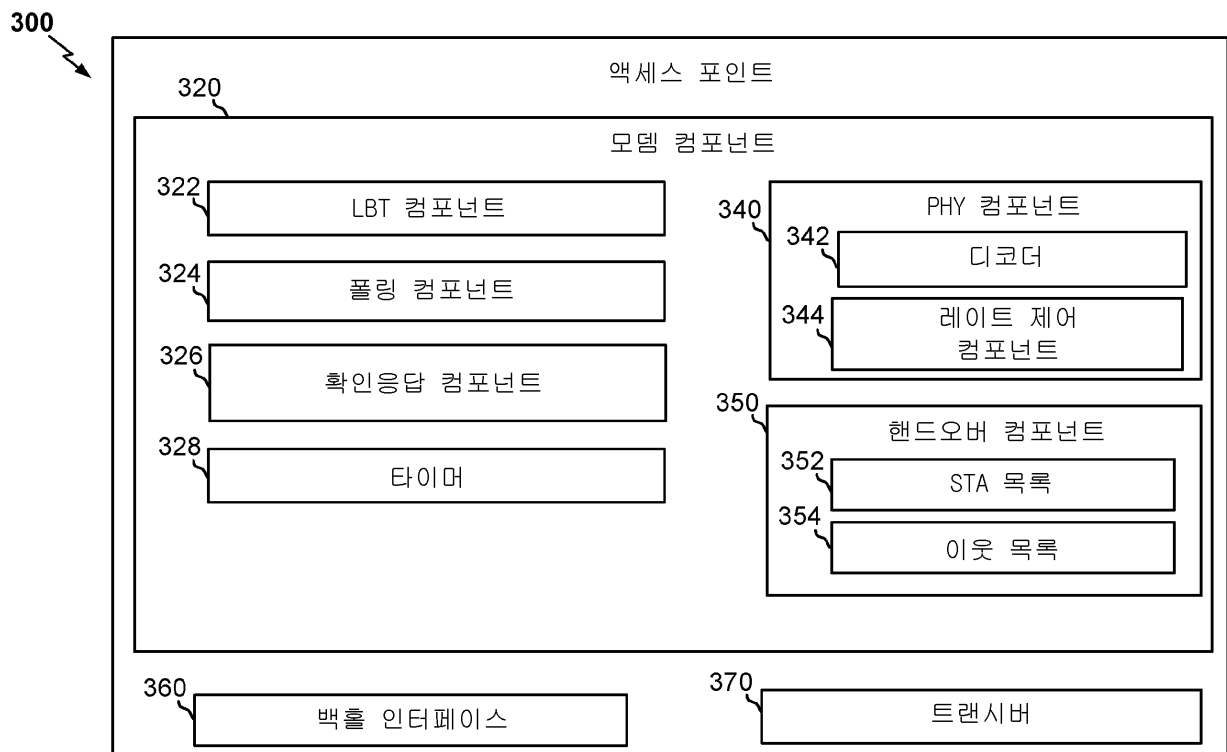 300
액세스 포인트
320
모뎀 컴포넌트
322
LBT 컴포넌트
324
폴링 컴포넌트
326
확인응답 컴포넌트
328
타이머
340
PHY 컴포넌트
342
디코더
344
레이트 제어
컴포넌트
350
핸드오버 컴포넌트
352
STA 목록
354
이웃 목록
360
백홀 인터페이스
370
트랜시버